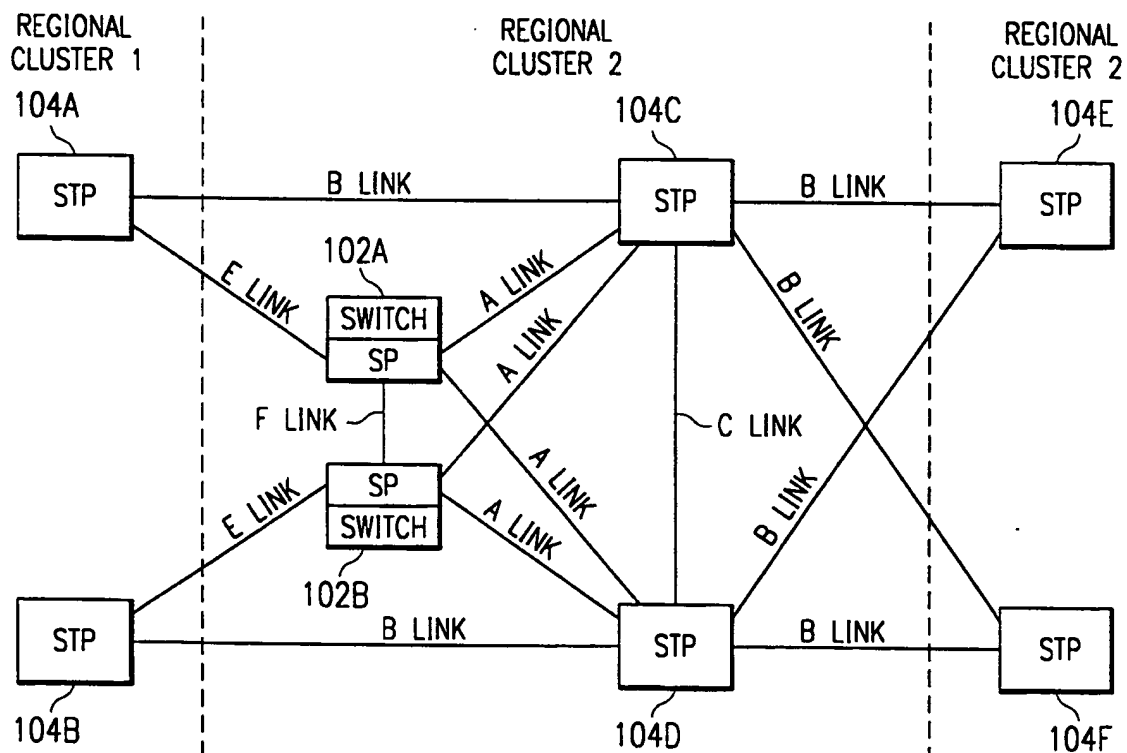 REGIONAL
CLUSTER 1
REGIONAL
CLUSTER 2
REGIONAL
CLUSTER 2
104A
104C
104E
STP
B LINK
STP
B LINK
STP
102A
E LINK
SWITCH
SP
A LINK
A LINK
B LINK
F LINK
C LINK
SP
SWITCH
E LINK
A LINK
A LINK
B LINK
102B
STP
B LINK
STP
B LINK
STP
104B
104D
104F